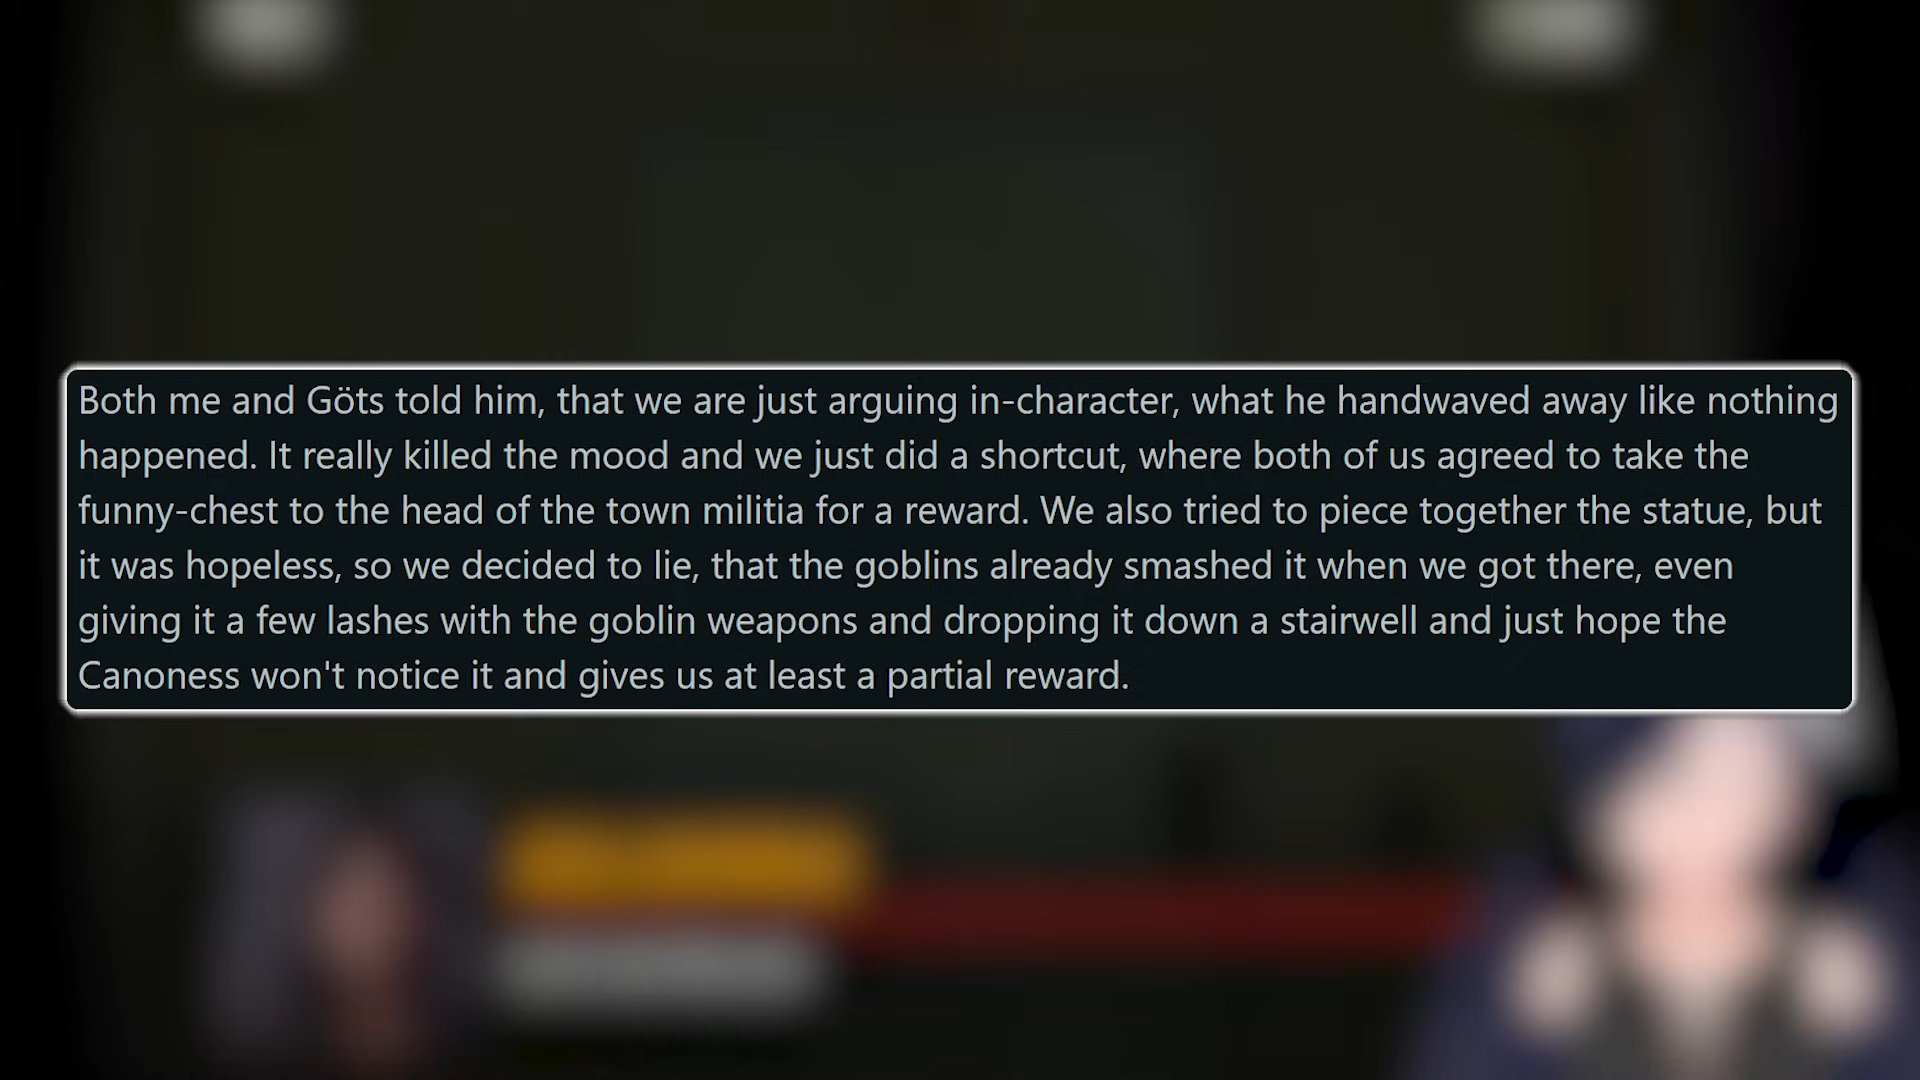 Both me and Göts told him, that we are just arguing in-character, what he handwaved away like nothing
happened. It really killed the mood and we just did a shortcut, where both of us agreed to take the
funny-chest to the head of the town militia for a reward. We also tried to piece together the statue, but
it was hopeless, so we decided to lie, that the goblins already smashed it when we got there, even
giving it a few lashes with the goblin weapons and dropping it down a stairwell and just hope the
Canoness won't notice it and gives us at least a partial reward.